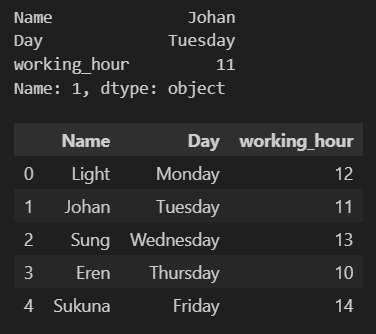 Name Johan
Day Tuesday
working_hour 11
Name: 1, dtype: object
Name Day working_hour
0 Light Monday 12
1 Johan Tuesday 11
2 Sung Wednesday 13
3 Eren Thursday 10
4 Sukuna Friday 14